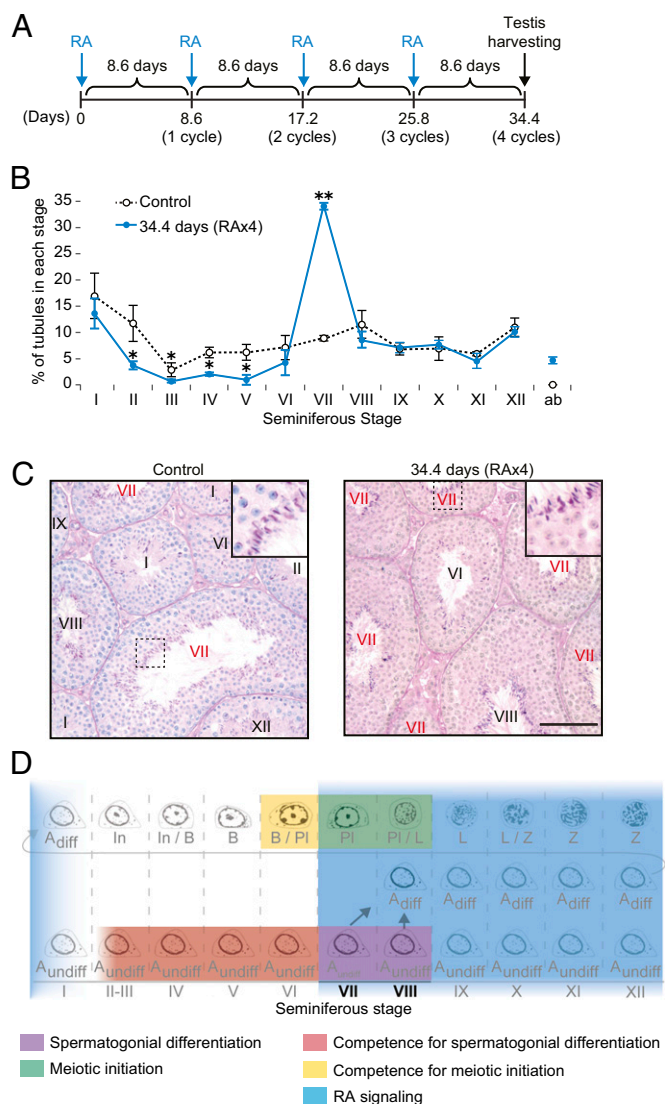 A
RA RA RA RA Testis harvesting
8.6 days 8.6 days 8.6 days 8.6 days
(Days) 0 8.6 17.2 25.8 34.4
(1 cycle) (2 cycles) (3 cycles) (4 cycles)
B
% of tubules in each stage
35
30
25
20
15
10
5
0
Control
34.4 days (RAx4)
**
* * * *
I II III IV V VI VII VIII IX X XI XII ab
Seminiferous Stage
C
Control
VII I
IX VI
I II
VIII
VII
I XII
34.4 days (RAx4)
VII VII
VI VII
VII
VII
VIII
VII
D
Adiff In In / B B B / Pl Pl Pl / L L L / Z Z Z
Adiff Adiff Adiff Adiff Adiff
Aundiff Aundiff Aundiff Aundiff Aundiff Aundiff Aundiff Aundiff Aundiff Aundiff Aundiff
I II-III IV V VI VII VIII IX X XI XII
Seminiferous stage
Spermatogonial differentiation
Meiotic initiation
Competence for spermatogonial differentiation
Competence for meiotic initiation
RA signaling